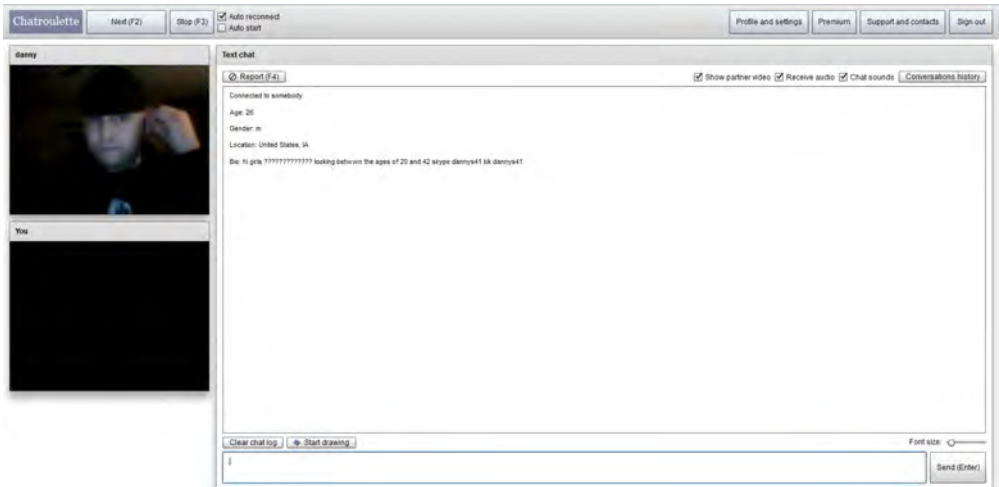 Chatroulette
Next (F2)
Stop (F3)
Auto reconnect
Auto start
Profile and settings
Premium
Support and contacts
Sign out
danny
Text chat
Report (F4)
Show partner video
Receive audio
Chat sounds
Conversations history
Connected to somebody
Age: 26
Gender: m
Location: United States, IA
Bio: hi girls ????????????? looking betwwn the ages of 20 and 42 skype dannys41 kik dannys41
You
Clear chat log
Start drawing
Font size:
Send (Enter)